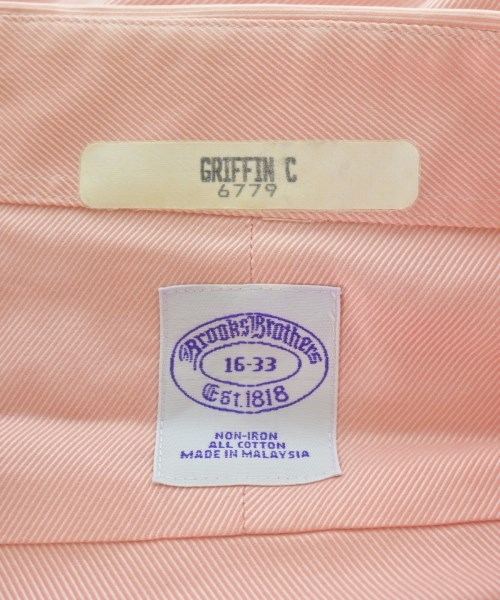 GRIFFIN C
6779
Brooks Brothers
16-33
Est. 1818
NON-IRON
ALL COTTON
MADE IN MALAYSIA